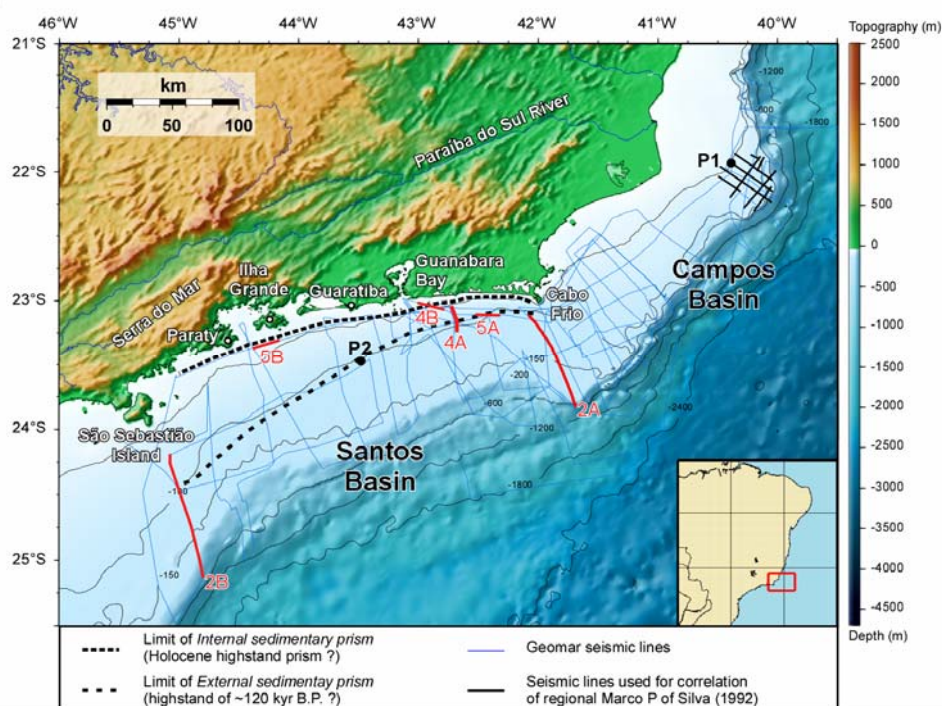 46°W 45°W 44°W 43°W 42°W 41°W 40°W
Topography (m)
21°S
22°S
23°S
24°S
25°S
km
0 50 100
Paraíba do Sul River
-1200
-600
-1800
P1
Campos
Basin
Serra do Mar
Ilha
Grande
Guaratiba
Guanabara
Bay
Cabo
Frio
Paraty
5B
4B
4A
5A
P2
-150
-200
-600
-1200
2A
-2400
São Sebastião
Island
Santos
Basin
-1800
-100
-150
2B
2500
2000
1500
1000
500
0
-500
-1000
-1500
-2000
-2500
-3000
-3500
-4000
-4500
Depth (m)
Limit of Internal sedimentary prism
(Holocene highstand prism ?)
Limit of External sedimentay prism
(highstand of ~120 kyr B.P. ?)
Geomar seismic lines
Seismic lines used for correlation
of regional Marco P of Silva (1992)